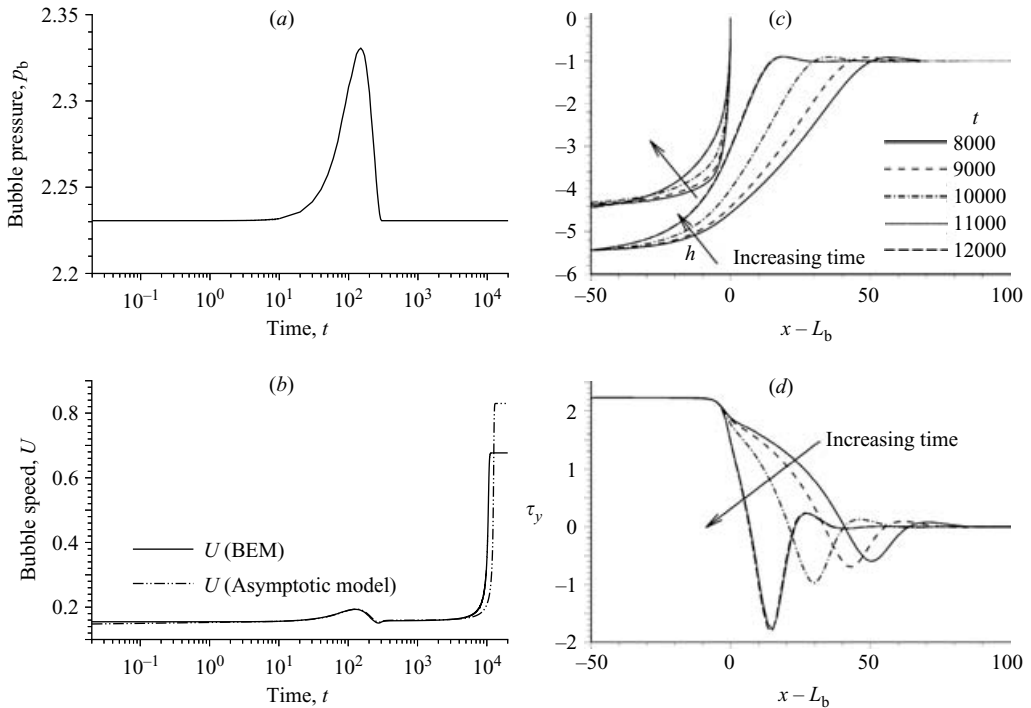 (a)
2.35
2.33
2.3
2.25
2.23
2.2
Bubble pressure, p_b
10^–1 10^0 10^1 10^2 10^3 10^4
Time, t
(b)
0.8
0.6
0.4
0.2
Bubble speed, U
U (BEM)
U (Asymptotic model)
10^–1 10^0 10^1 10^2 10^3 10^4
Time, t
(c)
0
–1
–2
–3
–4
–5
–6
t
8000
9000
10000
11000
12000
h
Increasing time
–50 0 50 100
x – L_b
(d)
2
1
0
–1
–2
τ_y
Increasing time
–50 0 50 100
x – L_b